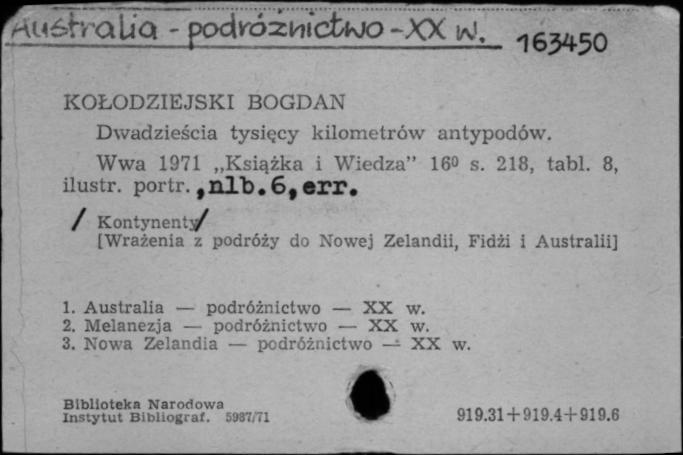 Australia - podróżnictwo - XX w. 163450
KOŁODZIEJSKI BOGDAN
Dwadzieścia tysięcy kilometrów antypodów.
Wwa 1971 „Książka i Wiedza” 16⁰ s. 218, tabl. 8,
ilustr. portr. , nlb. 6, err.
/ Kontynenty/
[Wrażenia z podróży do Nowej Zelandii, Fidżi i Australii]
1. Australia — podróżnictwo — XX w.
2. Melanezja — podróżnictwo — XX w.
3. Nowa Zelandia — podróżnictwo — XX w.
Biblioteka Narodowa
Instytut Bibliograf. 5987/71 919.31+919.4+919.6